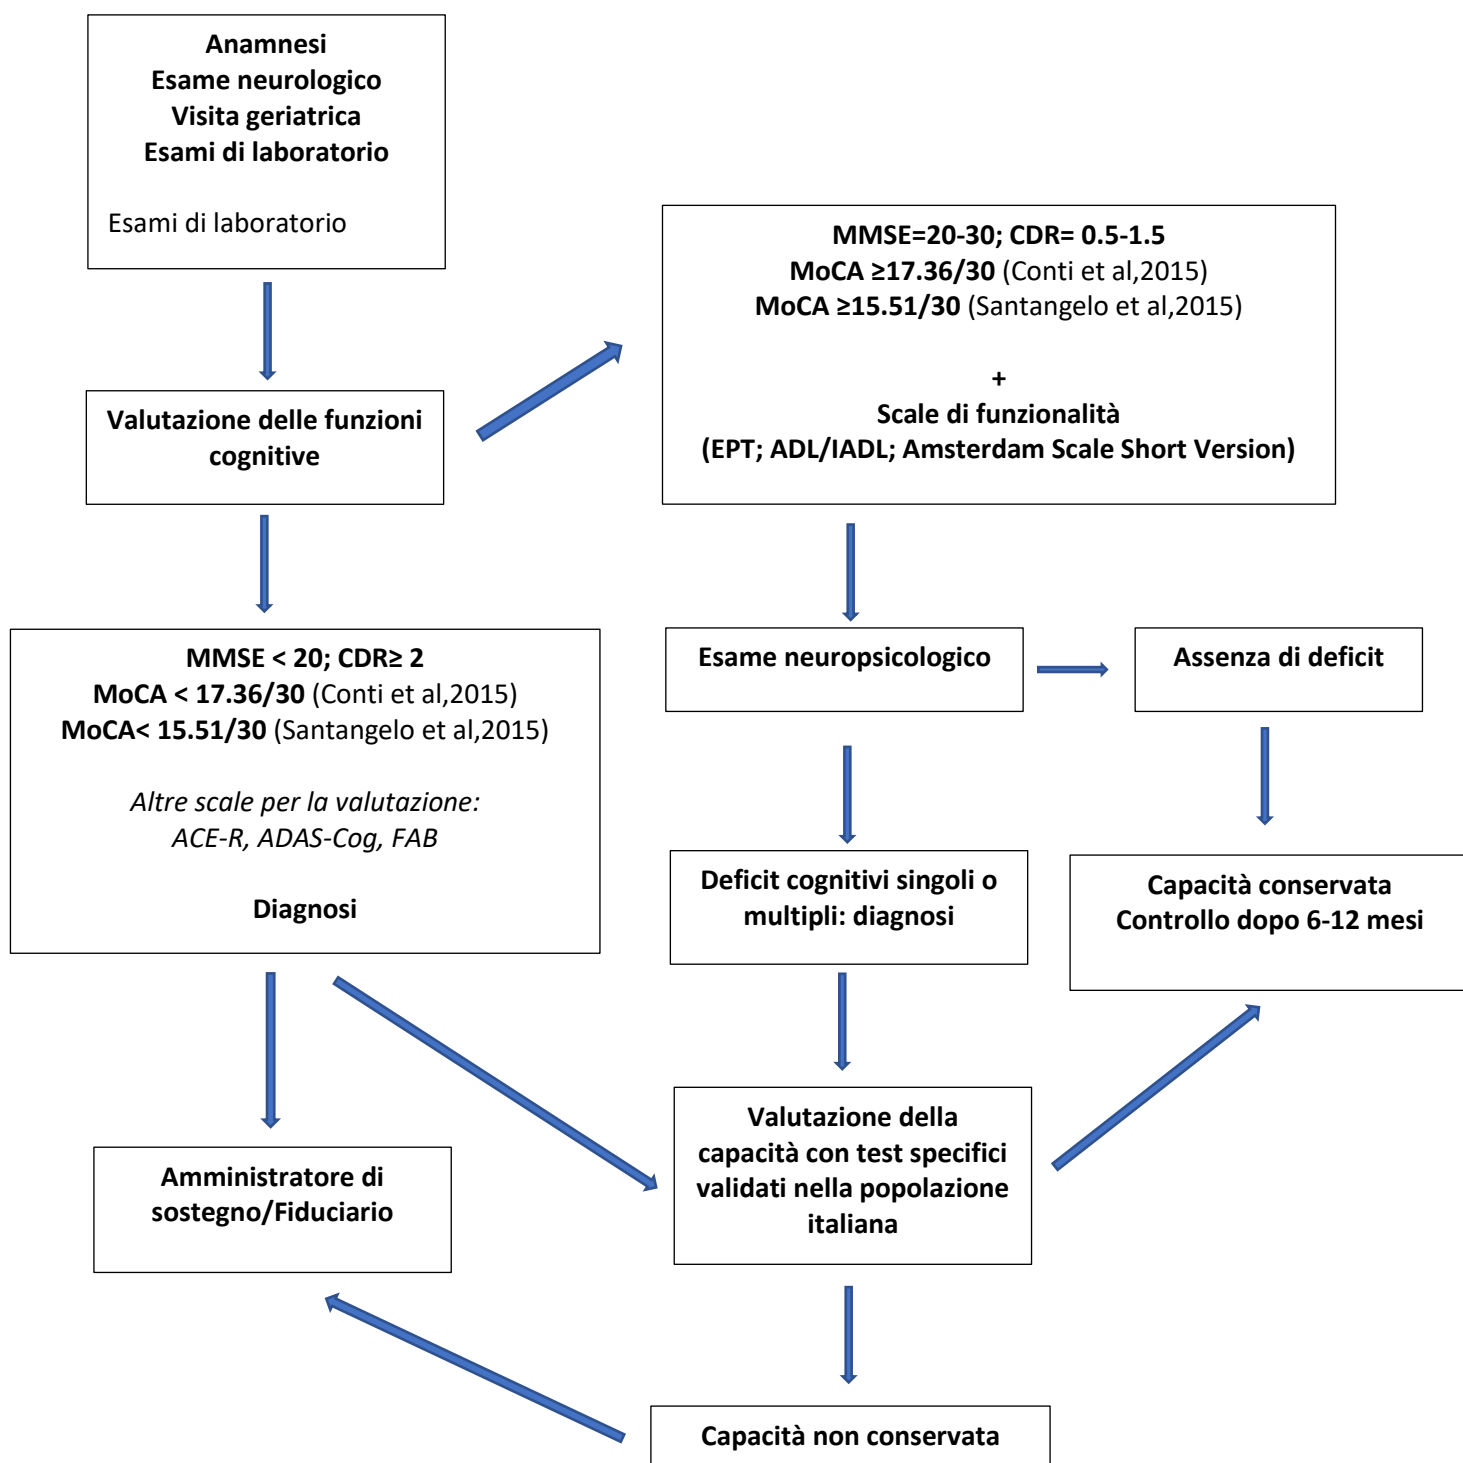 Anamnesi
Esame neurologico
Visita geriatrica
Esami di laboratorio
Esami di laboratorio
MMSE=20-30; CDR= 0.5-1.5
MoCA ≥17.36/30 (Conti et al,2015)
MoCA ≥15.51/30 (Santangelo et al,2015)
+
Scale di funzionalità
(EPT; ADL/IADL; Amsterdam Scale Short Version)
Valutazione delle funzioni
cognitive
MMSE < 20; CDR≥ 2
MoCA < 17.36/30 (Conti et al,2015)
MoCA< 15.51/30 (Santangelo et al,2015)
Altre scale per la valutazione:
ACE-R, ADAS-Cog, FAB
Diagnosi
Esame neuropsicologico
Assenza di deficit
Deficit cognitivi singoli o
multipli: diagnosi
Capacità conservata
Controllo dopo 6-12 mesi
Valutazione della
capacità con test specifici
validati nella popolazione
italiana
Amministratore di
sostegno/Fiduciario
Capacità non conservata